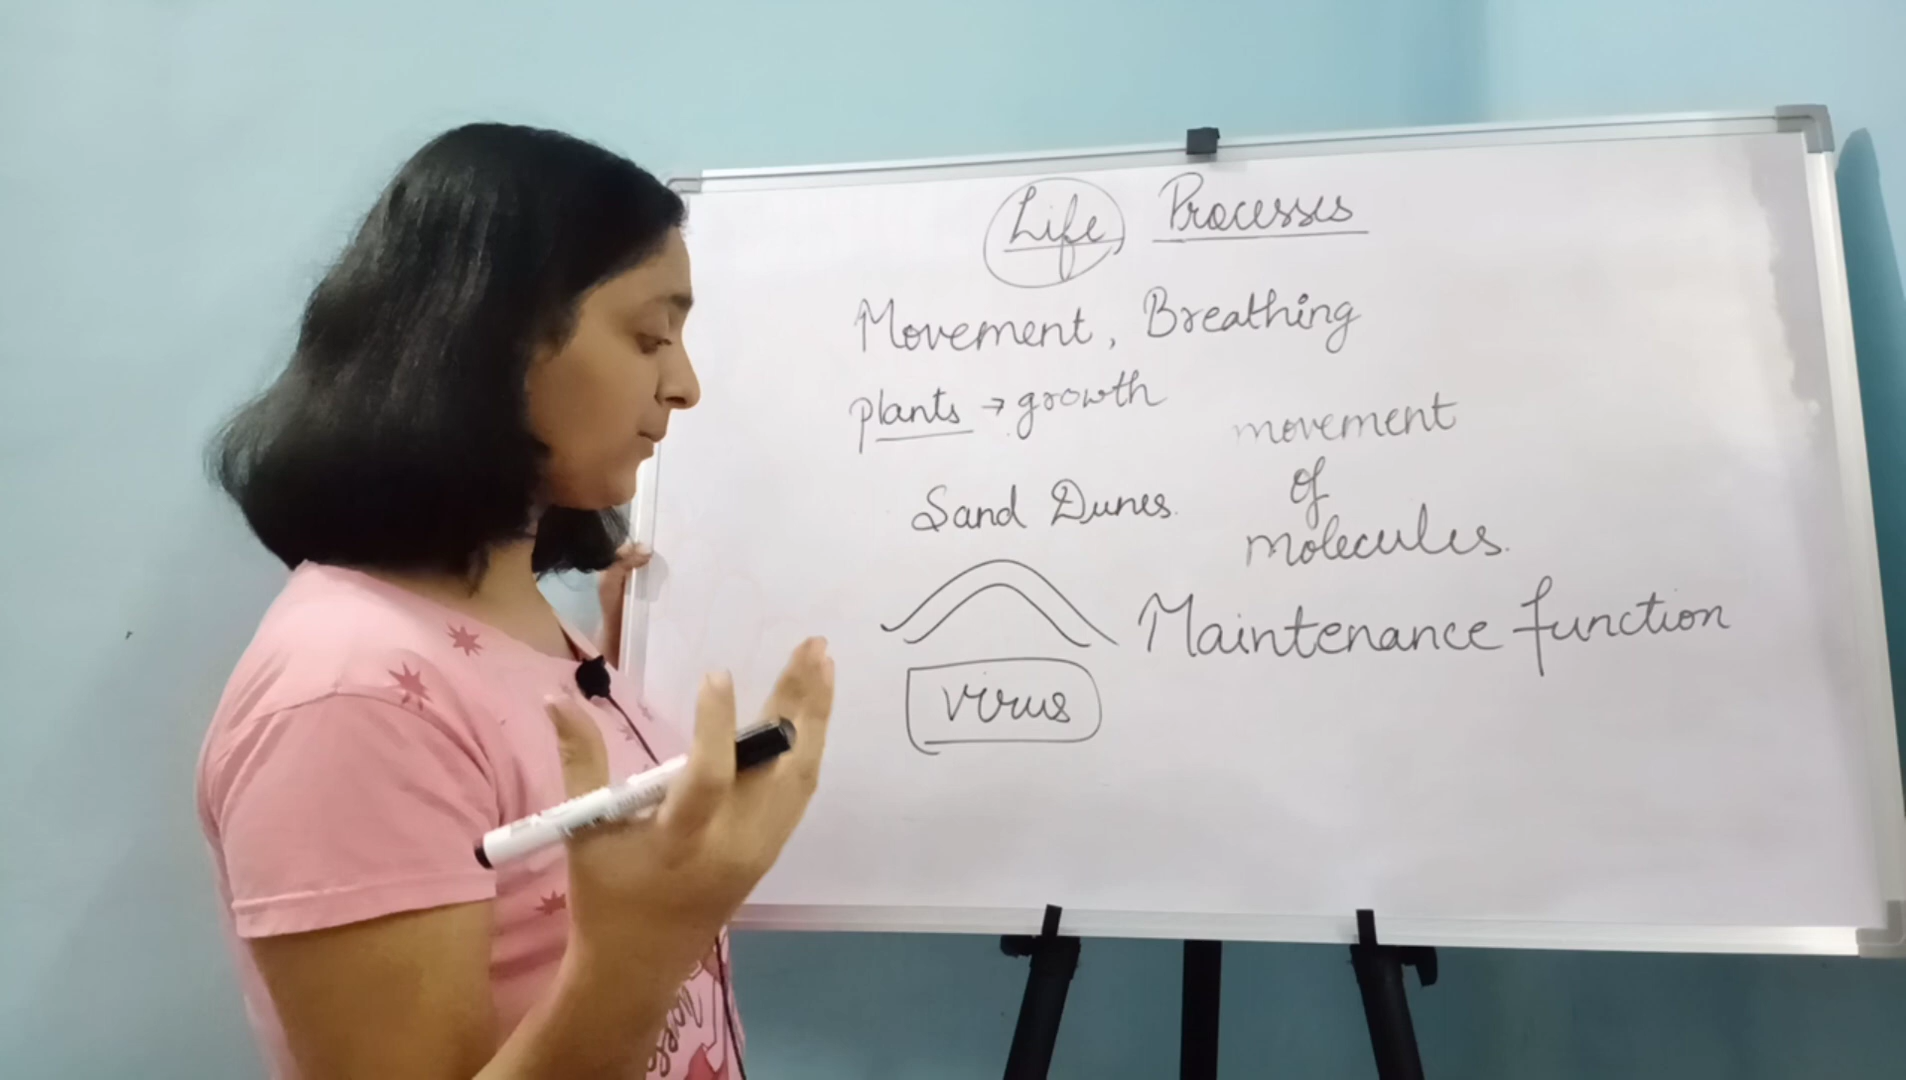 Life Processes
Movement, Breathing
plants → growth
movement
of
molecules.
Sand Dunes.
Maintenance function
virus